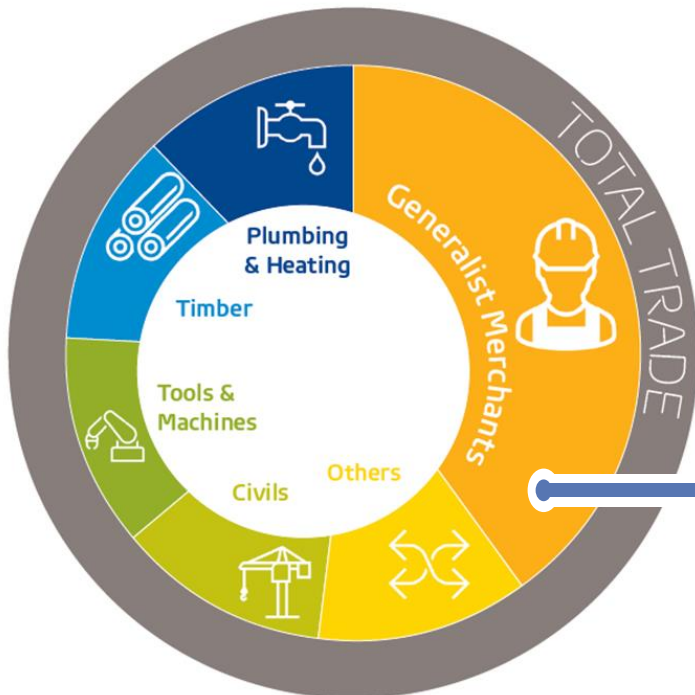 TOTAL TRADE
Generalist Merchants
Plumbing
& Heating
Timber
Tools &
Machines
Civils
Others